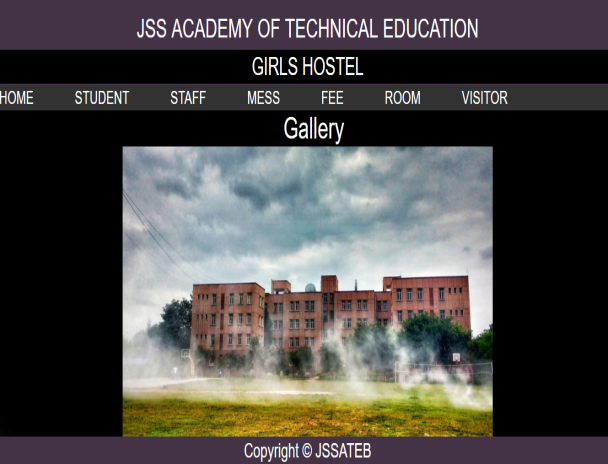 JSS ACADEMY OF TECHNICAL EDUCATION
GIRLS HOSTEL
HOME STUDENT STAFF MESS FEE ROOM VISITOR
Gallery
Copyright © JSSATEB